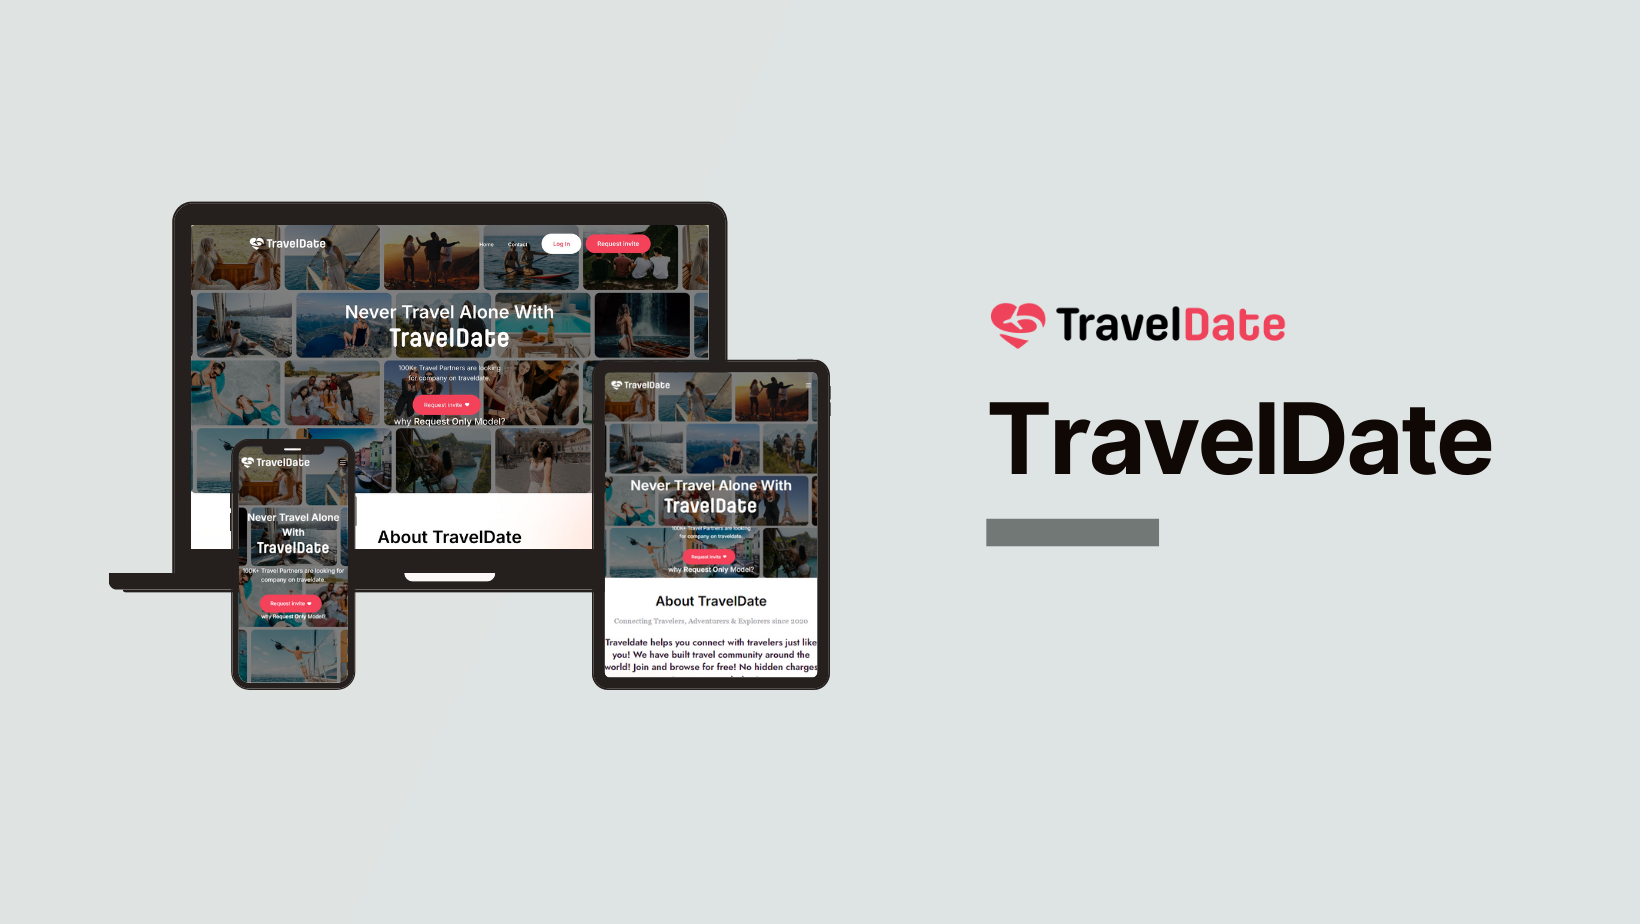 TravelDate
Home
Contact
Log In
Request invite
Never Travel Alone With
TravelDate
100K+ Travel Partners are looking
for company on traveldate.
Request invite
why Request Only Model?
About TravelDate
TravelDate
Never Travel Alone
With
TravelDate
100K+ Travel Partners are looking for
company on traveldate.
Request invite
why Request Only Model?
TravelDate
Never Travel Alone With
TravelDate
100K+ Travel Partners are looking
for company on traveldate.
Request invite
why Request Only Model?
About TravelDate
Connecting Travelers, Adventurers & Explorers since 2020
Traveldate helps you connect with travelers just like
you! We have built travel community around the
world! Join and browse for free! No hidden charges
TravelDate
TravelDate